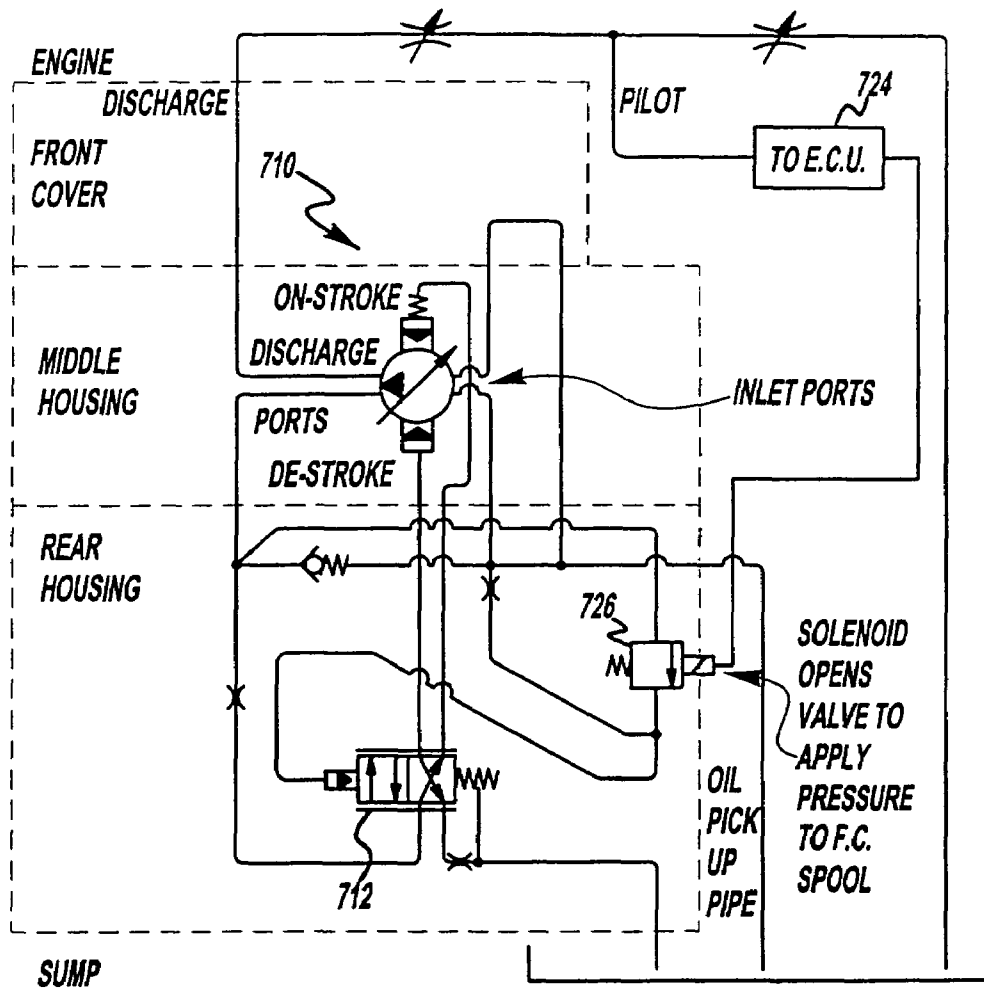 ENGINE
DISCHARGE
PILOT
724
TO E.C.U.
FRONT
COVER
710
ON-STROKE
DISCHARGE
MIDDLE
HOUSING
INLET PORTS
PORTS
DE-STROKE
REAR
HOUSING
726
SOLENOID
OPENS
VALVE TO
APPLY
PRESSURE
TO F.C.
SPOOL
OIL
PICK
UP
PIPE
712
SUMP